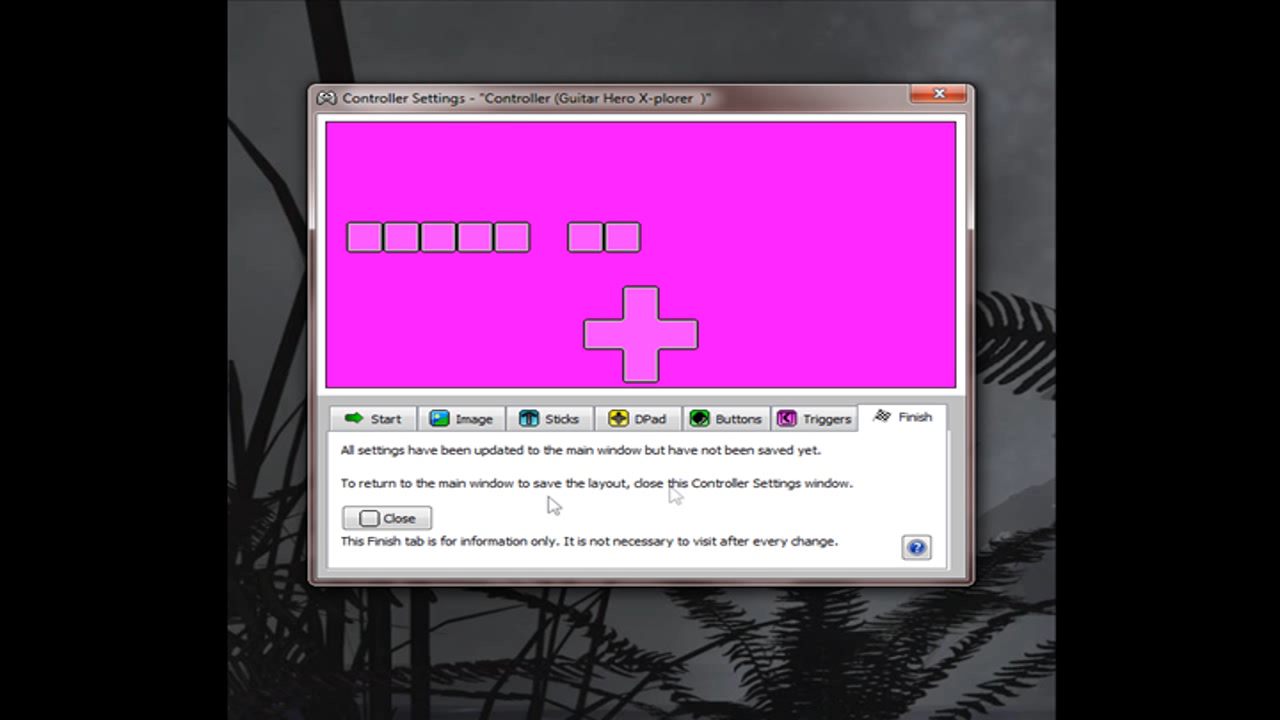 Controller Settings - "Controller (Guitar Hero X-plorer )"
Start Image Sticks DPad Buttons Triggers Finish
All settings have been updated to the main window but have not been saved yet.
To return to the main window to save the layout, close this Controller Settings window.
Close
This Finish tab is for information only. It is not necessary to visit after every change.